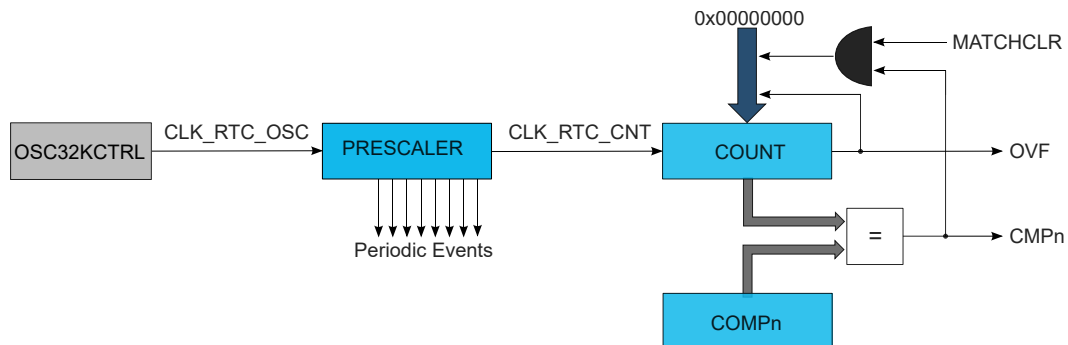 0x00000000
MATCHCLR
OSC32KCTRL
CLK_RTC_OSC
PRESCALER
CLK_RTC_CNT
COUNT
OVF
Periodic Events
=
CMPn
COMPn